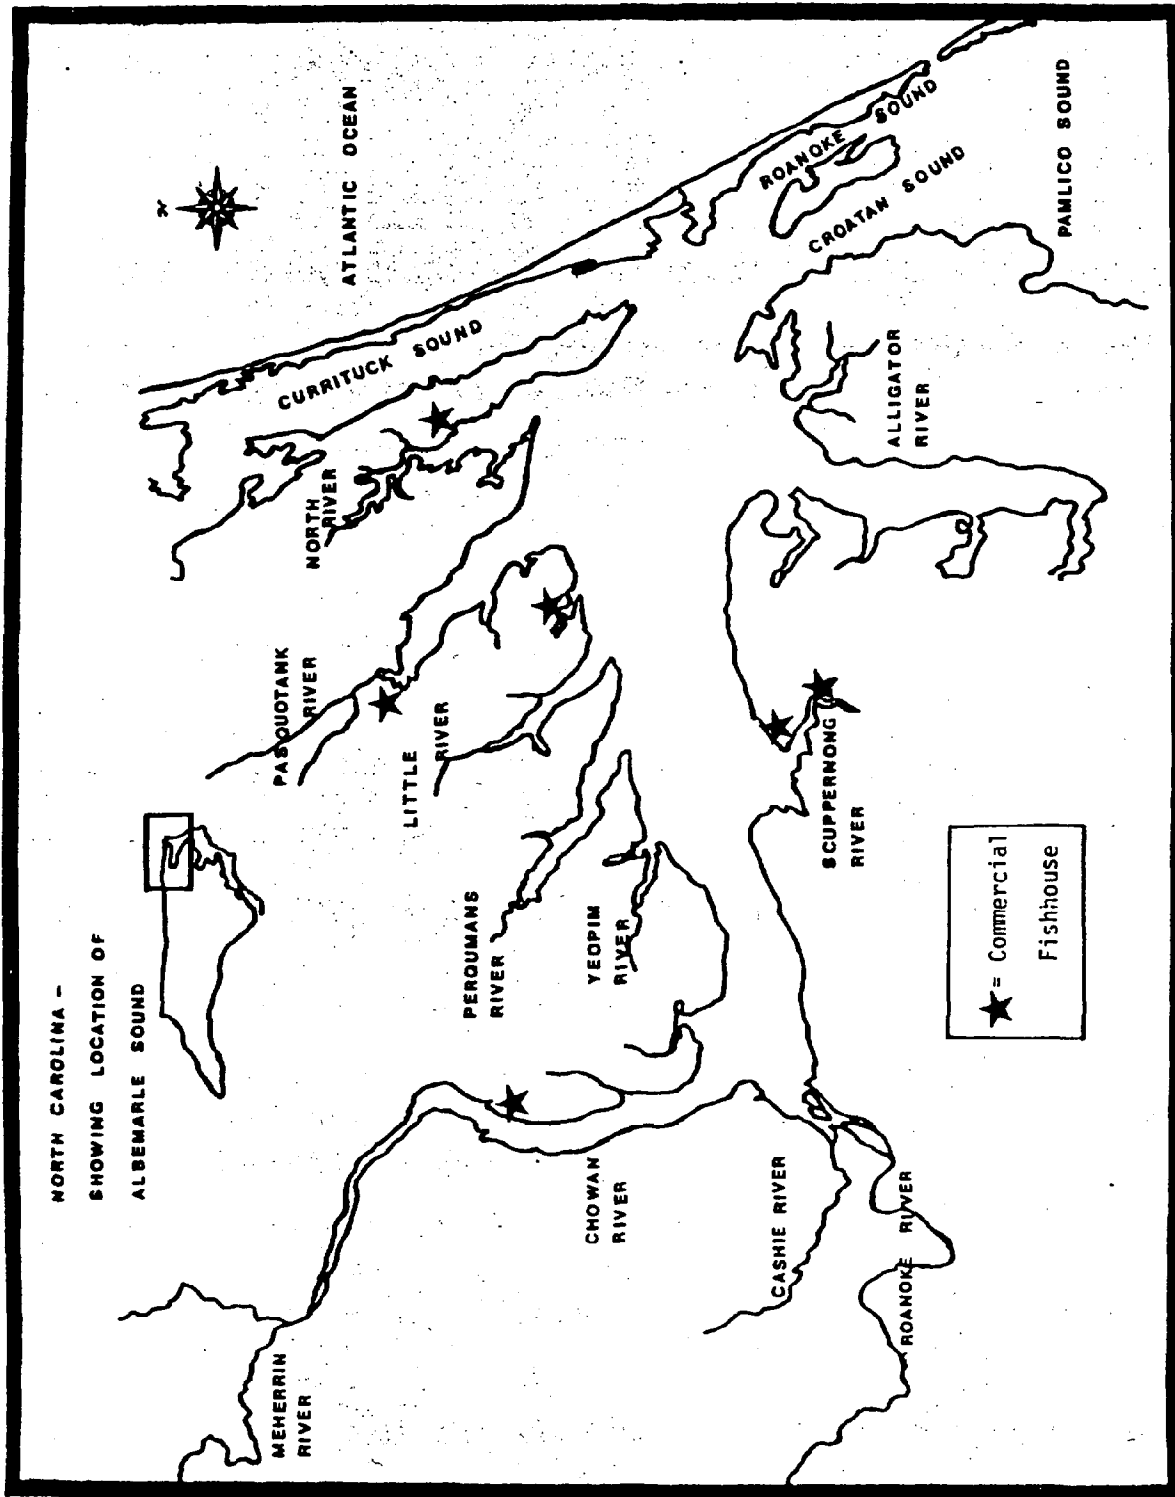 NORTH CAROLINA –
SHOWING LOCATION OF
ALBEMARLE SOUND
N
ATLANTIC OCEAN
MEHERRIN
RIVER
PASQUOTANK
RIVER
NORTH
RIVER
CURRITUCK SOUND
LITTLE
RIVER
PERQUMANS
RIVER
CHOWAN
RIVER
YEOPIM
RIVER
CASHIE RIVER
ROANOKE RIVER
SCUPPERNONG
RIVER
ALLIGATOR
RIVER
ROANOKE SOUND
CROATAN SOUND
PAMLICO SOUND
★ = Commercial
Fishhouse